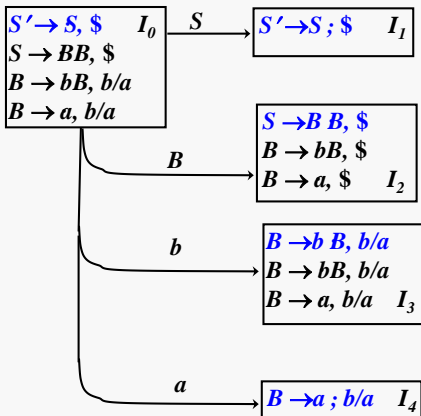 S′ → S, $ I₀
S → BB, $
B → bB, b/a
B → a, b/a
S
S′ → S ; $ I₁
B
S → B B, $
B → bB, $
B → a, $ I₂
b
B → b B, b/a
B → bB, b/a
B → a, b/a I₃
a
B → a ; b/a I₄